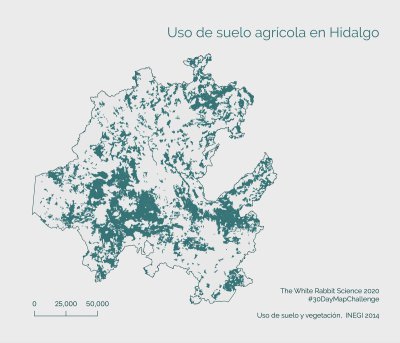 Uso de suelo agrícola en Hidalgo
The White Rabbit Science 2020
#30DayMapChallenge
0 25,000 50,000
Uso de suelo y vegetación, INEGI 2014